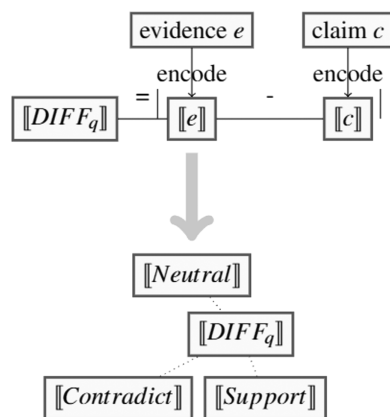 evidence e claim c
encode encode
⟦DIFF_q⟧ =| ⟦e⟧ - ⟦c⟧ |
⟦Neutral⟧
⟦DIFF_q⟧
⟦Contradict⟧ ⟦Support⟧